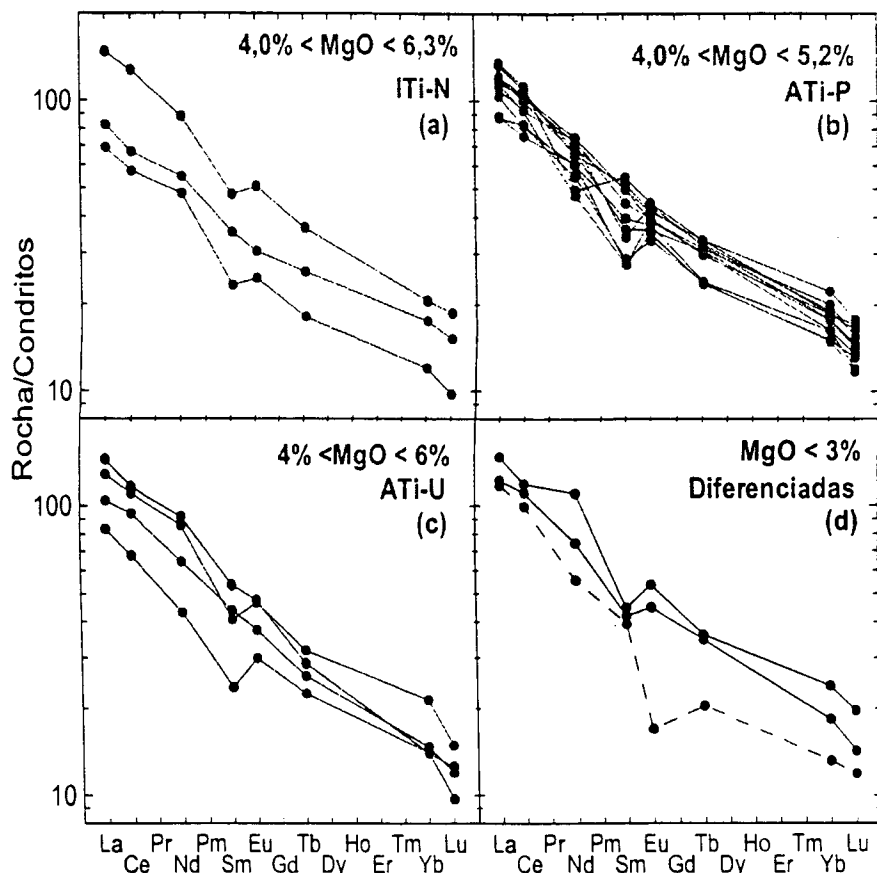 4,0% < MgO < 6,3%
ITi-N
(a)
4,0% <MgO < 5,2%
ATi-P
(b)
100
10
Rocha/Condritos
4% <MgO < 6%
ATi-U
(c)
MgO < 3%
Diferenciadas
(d)
100
10
La Pr Pm Eu Tb Ho Tm Lu
Ce Nd Sm Gd Dy Er Yb
La Pr Pm Eu Tb Ho Tm Lu
Ce Nd Sm Gd Dy Er Yb